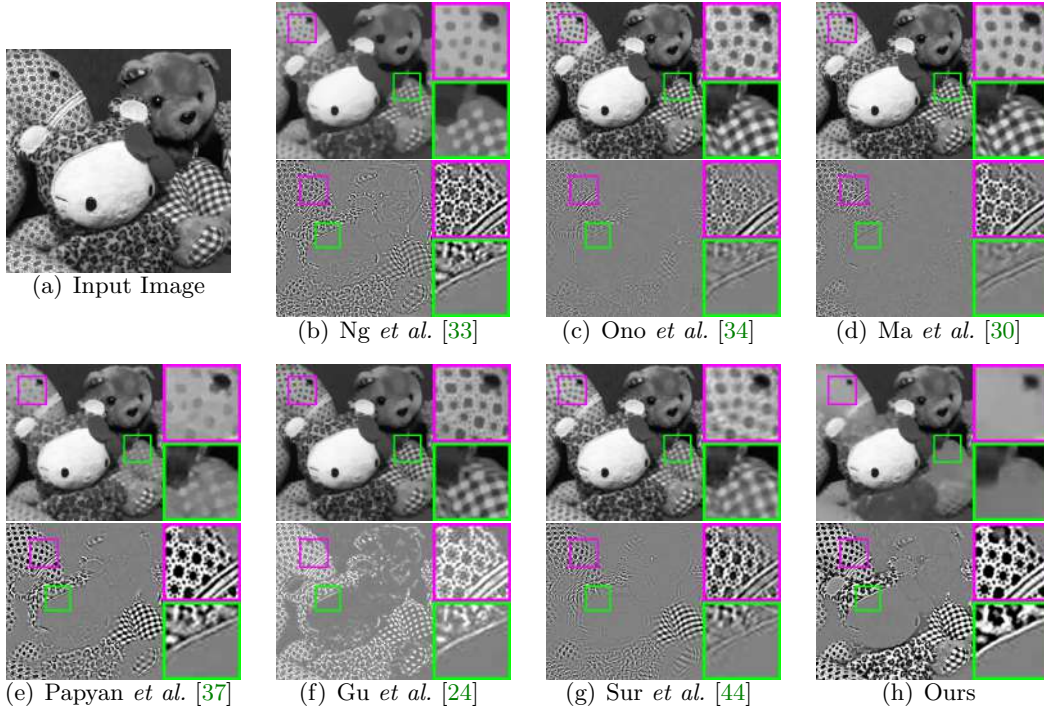 (a) Input Image
(b) Ng et al. [33]
(c) Ono et al. [34]
(d) Ma et al. [30]
(e) Papyan et al. [37]
(f) Gu et al. [24]
(g) Sur et al. [44]
(h) Ours